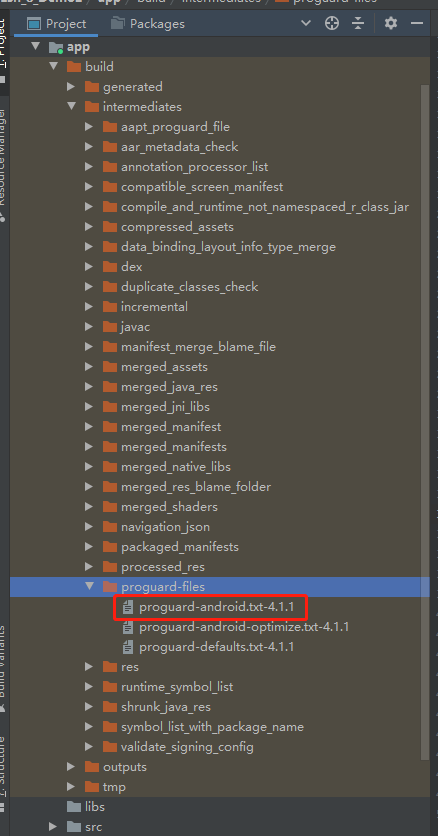 app build intermediates proguard-files
Project Packages
app
build
generated
intermediates
aapt_proguard_file
aar_metadata_check
annotation_processor_list
compatible_screen_manifest
compile_and_runtime_not_namespaced_r_class_jar
compressed_assets
data_binding_layout_info_type_merge
dex
duplicate_classes_check
incremental
javac
manifest_merge_blame_file
merged_assets
merged_java_res
merged_jni_libs
merged_manifest
merged_manifests
merged_native_libs
merged_res_blame_folder
merged_shaders
navigation_json
packaged_manifests
processed_res
proguard-files
proguard-android.txt-4.1.1
proguard-android-optimize.txt-4.1.1
proguard-defaults.txt-4.1.1
res
runtime_symbol_list
shrunk_java_res
symbol_list_with_package_name
validate_signing_config
outputs
tmp
libs
src
1: Project
Resource Manager
Build Variants
Z: Structure